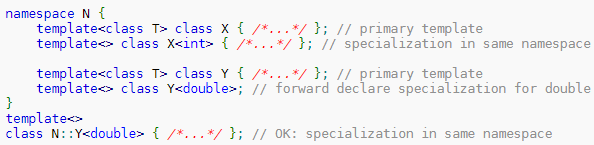 namespace N {
    template<class T> class X { /*...*/ }; // primary template
    template<> class X<int> { /*...*/ }; // specialization in same namespace

    template<class T> class Y { /*...*/ }; // primary template
    template<> class Y<double>; // forward declare specialization for double
}
template<>
class N::Y<double> { /*...*/ }; // OK: specialization in same namespace